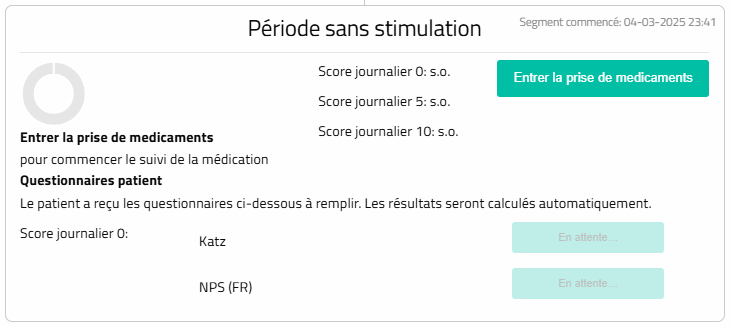 Période sans stimulation
Segment commencé: 04-03-2025 23:41
Score journalier 0: s.o.
Entrer la prise de medicaments
Score journalier 5: s.o.
Score journalier 10: s.o.
Entrer la prise de medicaments
pour commencer le suivi de la médication
Questionnaires patient
Le patient a reçu les questionnaires ci-dessous à remplir. Les résultats seront calculés automatiquement.
Score journalier 0:
Katz
En attente...
NPS (FR)
En attente...